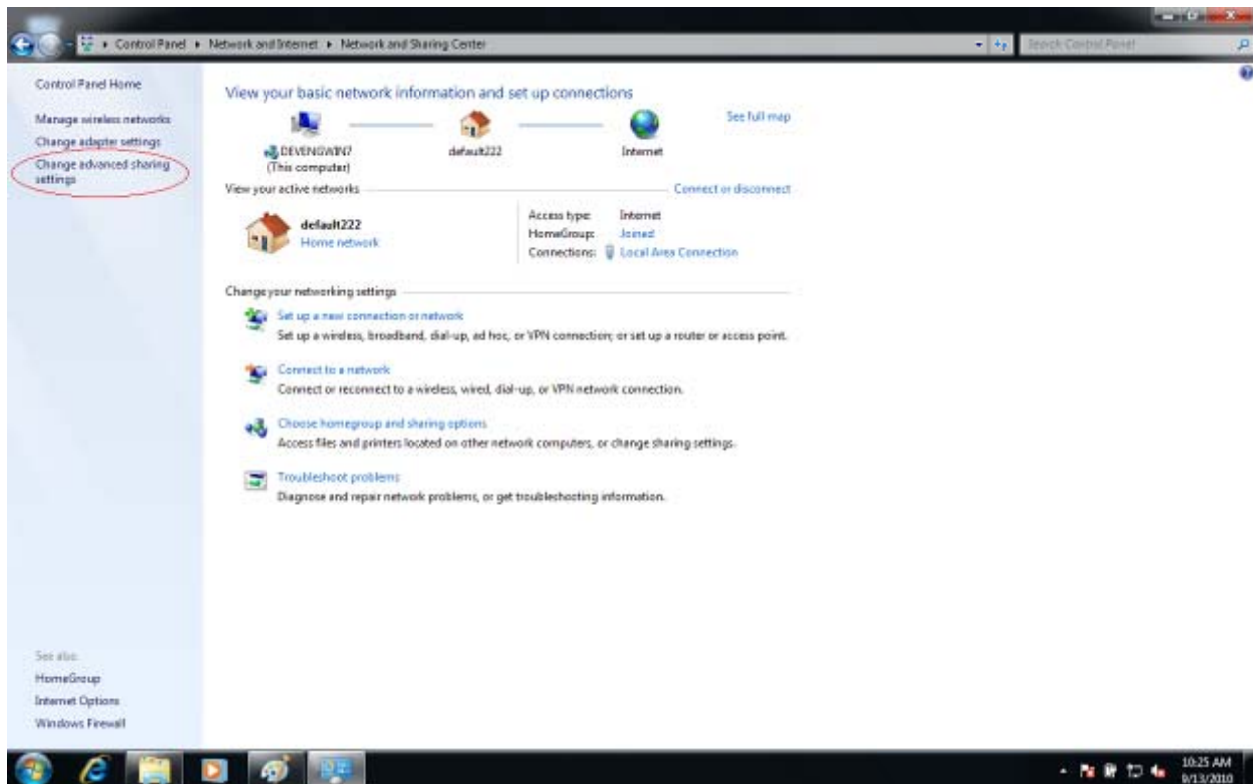 Control Panel ▸ Network and Internet ▸ Network and Sharing Center
Search Control Panel
Control Panel Home
Manage wireless networks
Change adapter settings
Change advanced sharing
settings
See also
HomeGroup
Internet Options
Windows Firewall
View your basic network information and set up connections
See full map
DEVENGWIN7
(This computer)
default222
Internet
View your active networks
Connect or disconnect
default222
Home network
Access type: Internet
HomeGroup: Joined
Connections: Local Area Connection
Change your networking settings
Set up a new connection or network
Set up a wireless, broadband, dial-up, ad hoc, or VPN connection; or set up a router or access point.
Connect to a network
Connect or reconnect to a wireless, wired, dial-up, or VPN network connection.
Choose homegroup and sharing options
Access files and printers located on other network computers, or change sharing settings.
Troubleshoot problems
Diagnose and repair network problems, or get troubleshooting information.
10:25 AM
9/13/2010